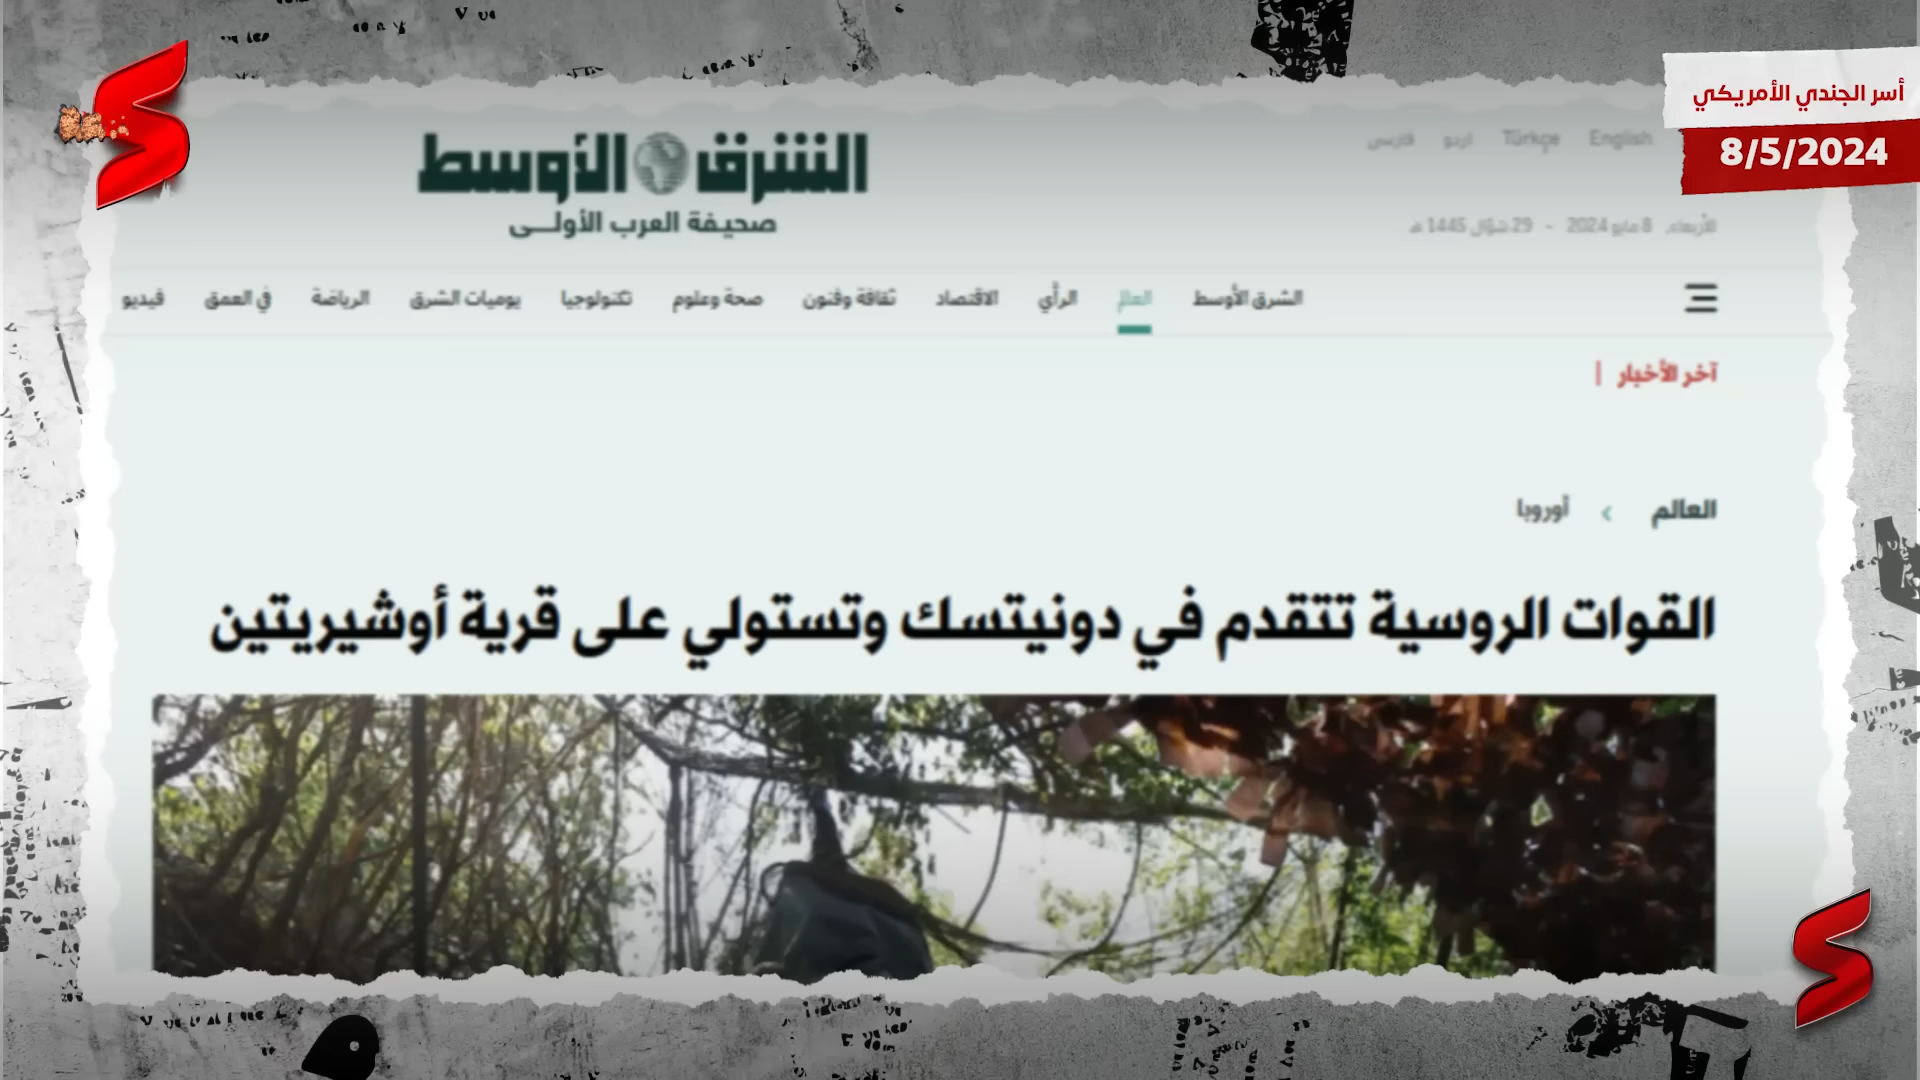 أسر الجندي الأمريكي
8/5/2024
الشرق الأوسط
صحيفة العرب الأولى
English Türkçe اردو فارسى
الأربعاء, 8 مايو 2024 - 29 شوّال 1445 هـ
الشرق الأوسط العالم الرأي الاقتصاد ثقافة وفنون صحة وعلوم تكنولوجيا يوميات الشرق الرياضة في العمق فيديو
آخر الأخبار |
العالم › أوروبا
القوات الروسية تتقدم في دونيتسك وتستولي على قرية أوشيريتين